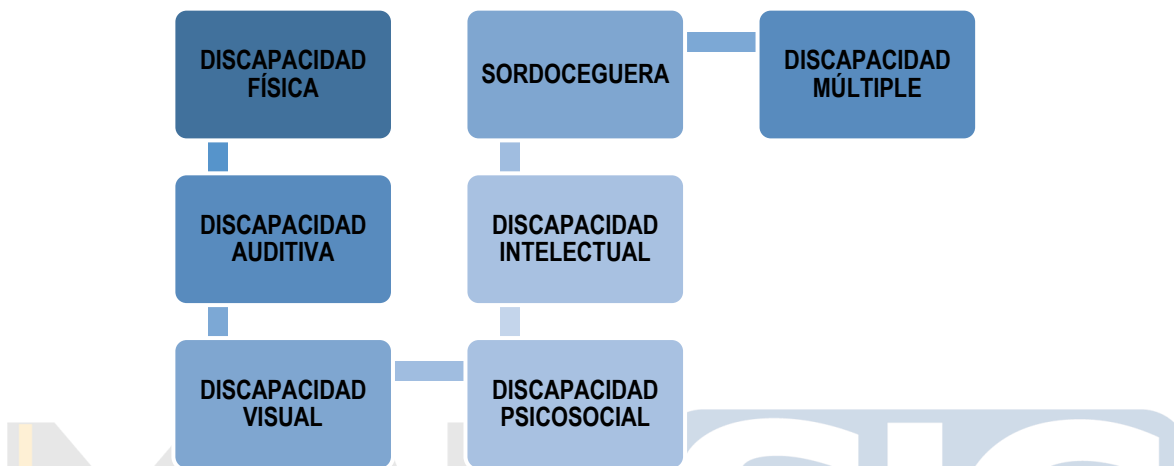 DISCAPACIDAD
FÍSICA
DISCAPACIDAD
AUDITIVA
DISCAPACIDAD
VISUAL
DISCAPACIDAD
PSICOSOCIAL
DISCAPACIDAD
INTELECTUAL
SORDOCEGUERA
DISCAPACIDAD
MÚLTIPLE